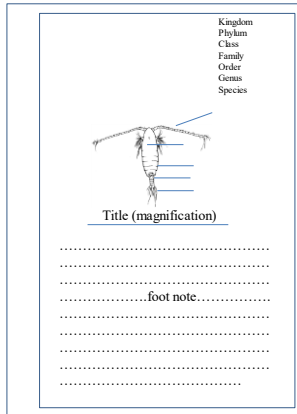 Kingdom
Phylum
Class
Family
Order
Genus
Species
Title (magnification)
…………………………………………
…………………………………………
…………………………………………
………………..foot note……………
…………………………………………
…………………………………………
…………………………………………
…………………………………………
……………………………………